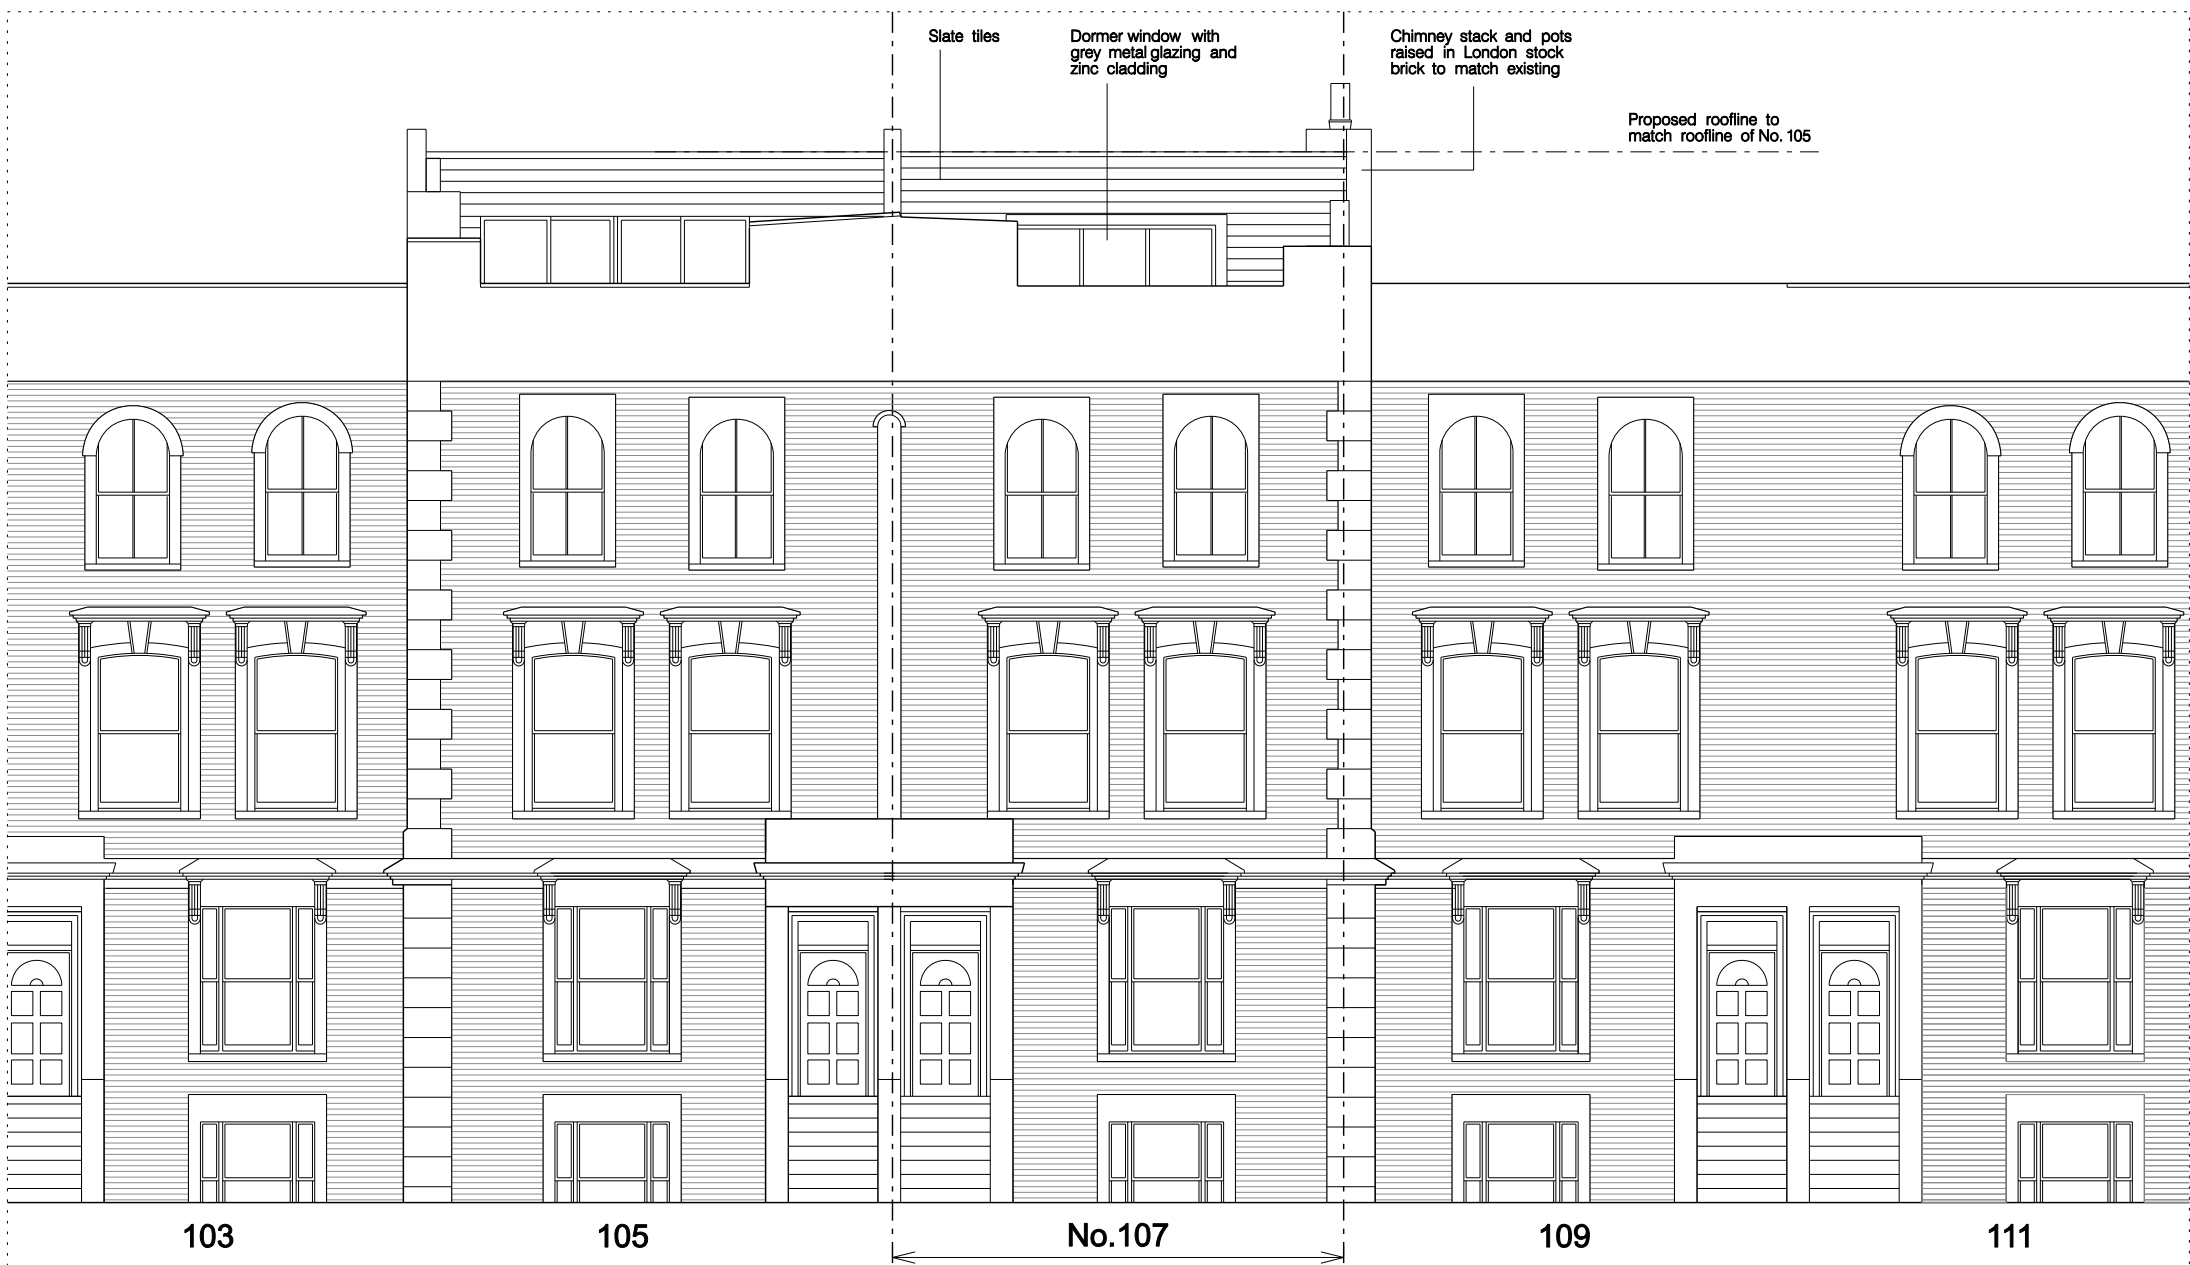 Slate tiles
Dormer window with
grey metal glazing and
zinc cladding
Chimney stack and pots
raised in London stock
brick to match existing
Proposed roofline to
match roofline of No. 105
103
105
No.107
109
111